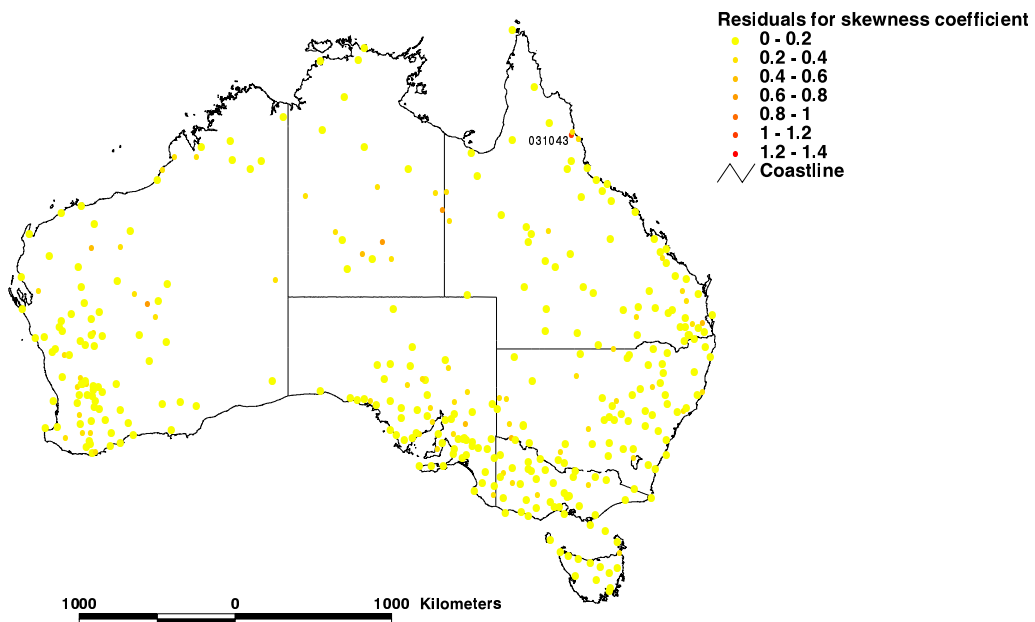 Residuals for skewness coefficient
0 - 0.2
0.2 - 0.4
0.4 - 0.6
0.6 - 0.8
0.8 - 1
1 - 1.2
1.2 - 1.4
Coastline
031043
1000 0 1000 Kilometers